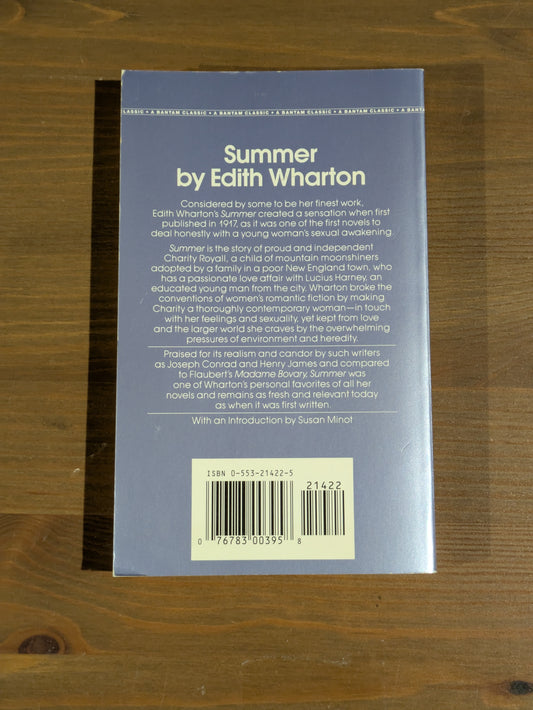 CLASSIC • A BANTAM CLASSIC • A BANTAM CLASSIC • A BANTAM CLASSIC • A BANTAM CLASSIC • A BANTA
Summer
by Edith Wharton
Considered by some to be her finest work,
Edith Wharton's Summer created a sensation when first
published in 1917, as it was one of the first novels to
deal honestly with a young woman's sexual awakening.
Summer is the story of proud and independent
Charity Royall, a child of mountain moonshiners
adopted by a family in a poor New England town, who
has a passionate love affair with Lucius Harney, an
educated young man from the city. Wharton broke the
conventions of women's romantic fiction by making
Charity a thoroughly contemporary woman—in touch
with her feelings and sexuality, yet kept from love
and the larger world she craves by the overwhelming
pressures of environment and heredity.
Praised for its realism and candor by such writers
as Joseph Conrad and Henry James and compared
to Flaubert's Madame Bovary, Summer was
one of Wharton's personal favorites of all her
novels and remains as fresh and relevant today
as when it was first written.
With an Introduction by Susan Minot
ISBN 0-553-21422-5
21422
0 76783 00395 8